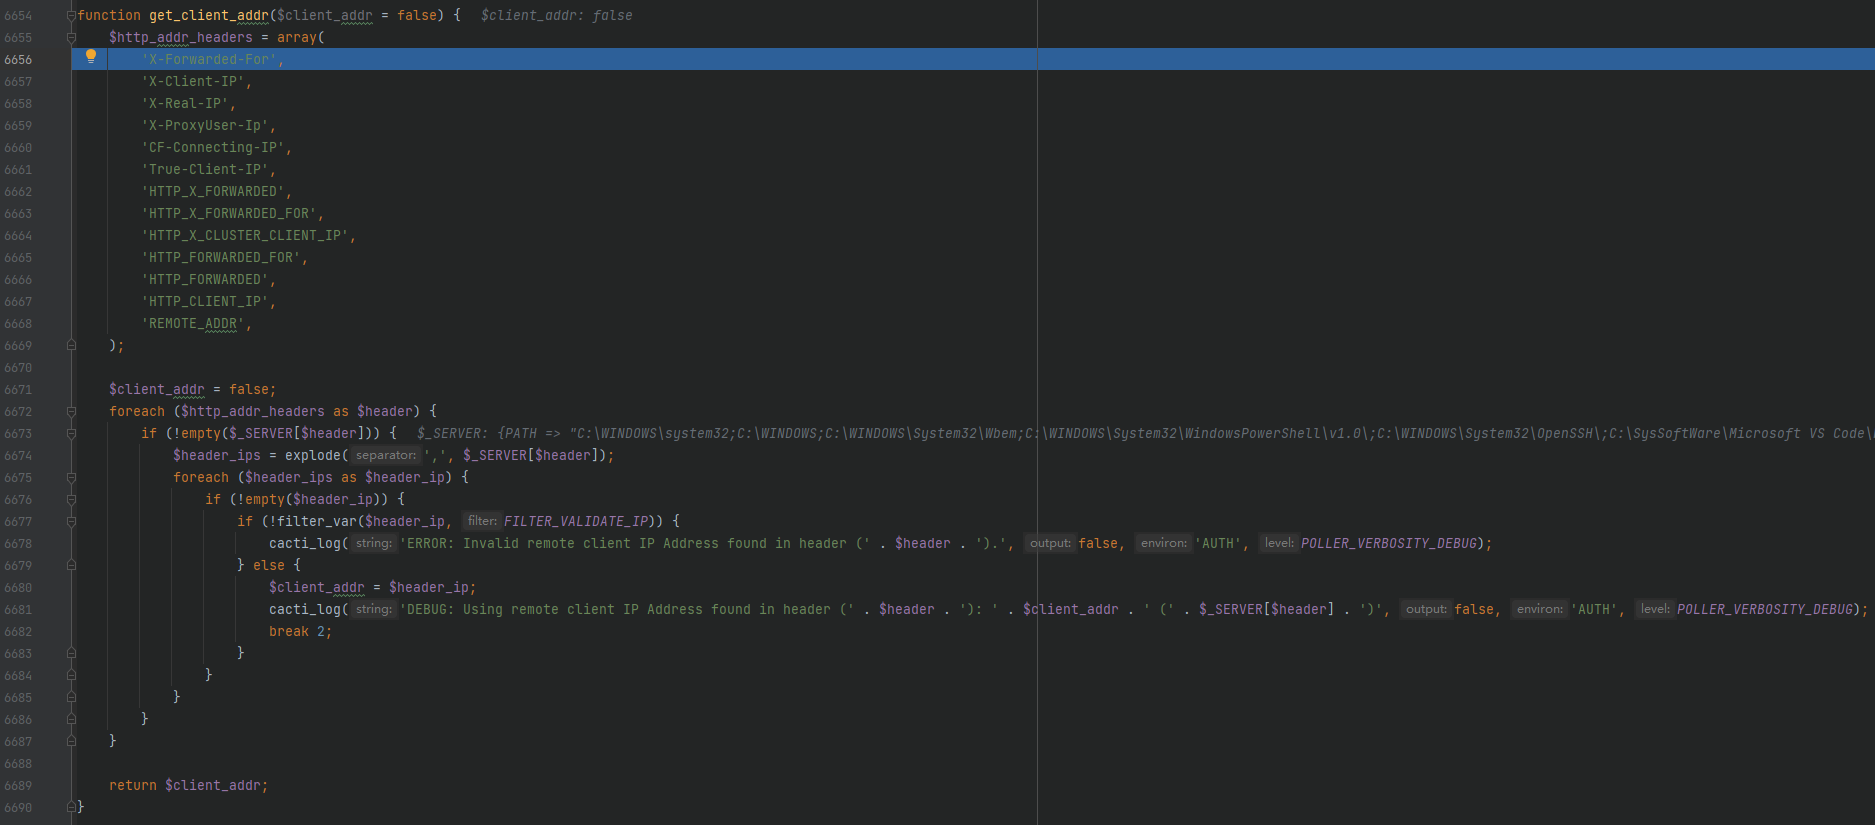 6654 function get_client_addr($client_addr = false) {   $client_addr: false
6655     $http_addr_headers = array(
6656         'X-Forwarded-For',
6657         'X-Client-IP',
6658         'X-Real-IP',
6659         'X-ProxyUser-Ip',
6660         'CF-Connecting-IP',
6661         'True-Client-IP',
6662         'HTTP_X_FORWARDED',
6663         'HTTP_X_FORWARDED_FOR',
6664         'HTTP_X_CLUSTER_CLIENT_IP',
6665         'HTTP_FORWARDED_FOR',
6666         'HTTP_FORWARDED',
6667         'HTTP_CLIENT_IP',
6668         'REMOTE_ADDR',
6669     );
6670
6671     $client_addr = false;
6672     foreach ($http_addr_headers as $header) {
6673         if (!empty($_SERVER[$header])) {   $_SERVER: {PATH => "C:\WINDOWS\system32;C:\WINDOWS;C:\WINDOWS\System32\Wbem;C:\WINDOWS\System32\WindowsPowerShell\v1.0\;C:\WINDOWS\System32\OpenSSH\;C:\SysSoftWare\Microsoft VS Code\
6674             $header_ips = explode( separator: ',', $_SERVER[$header]);
6675             foreach ($header_ips as $header_ip) {
6676                 if (!empty($header_ip)) {
6677                     if (!filter_var($header_ip,  filter: FILTER_VALIDATE_IP)) {
6678                         cacti_log( string: 'ERROR: Invalid remote client IP Address found in header (' . $header . ').',  output: false,  environ: 'AUTH',  level: POLLER_VERBOSITY_DEBUG);
6679                     } else {
6680                         $client_addr = $header_ip;
6681                         cacti_log( string: 'DEBUG: Using remote client IP Address found in header (' . $header . '): ' . $client_addr . ' (' . $_SERVER[$header] . ')',  output: false,  environ: 'AUTH',  level: POLLER_VERBOSITY_DEBUG);
6682                         break 2;
6683                     }
6684                 }
6685             }
6686         }
6687     }
6688
6689     return $client_addr;
6690 }